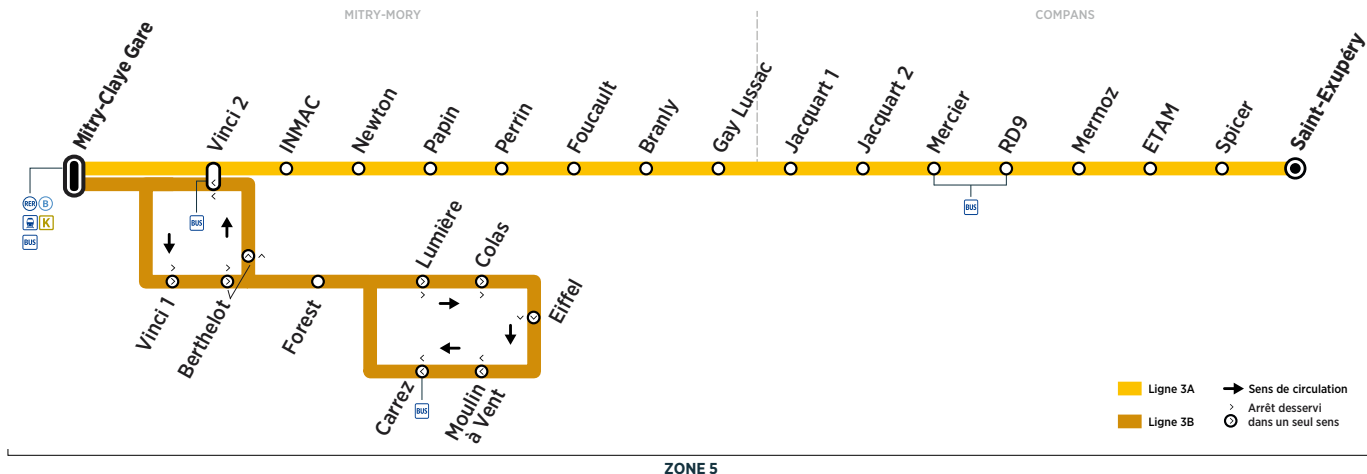 MITRY-MORY
COMPANS
Mitry-Claye Gare
Vinci 2
INMAC
Newton
Papin
Perrin
Foucault
Branly
Gay Lussac
Jacquart 1
Jacquart 2
Mercier
RD9
Mermoz
ETAM
Spicer
Saint-Exupéry
RER B
K
BUS
BUS
BUS
Lumière
Colas
Vinci 1
Berthelot
Forest
Eiffel
Carrez
Moulin
à Vent
BUS
Ligne 3A
Sens de circulation
Ligne 3B
Arrêt desservi
dans un seul sens
ZONE 5